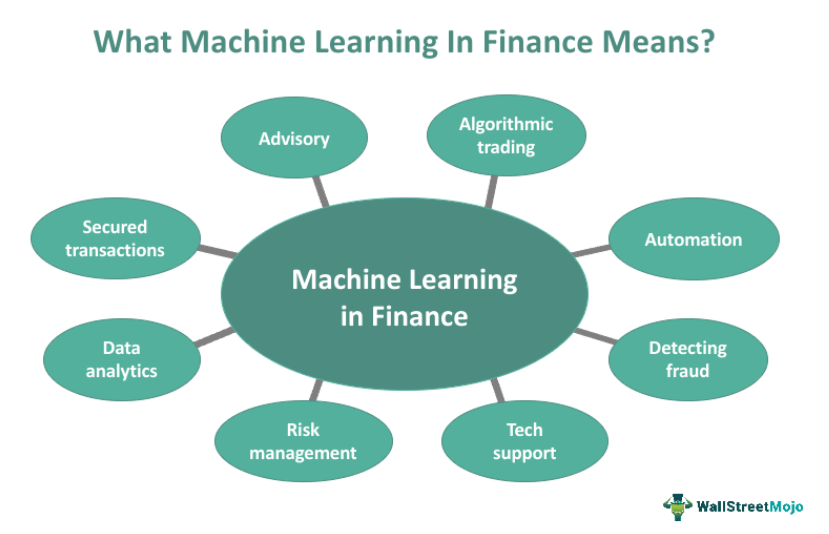 What Machine Learning In Finance Means?
Advisory
Algorithmic
trading
Secured
transactions
Automation
Machine Learning
in Finance
Data
analytics
Detecting
fraud
Risk
management
Tech
support
WallStreetMojo